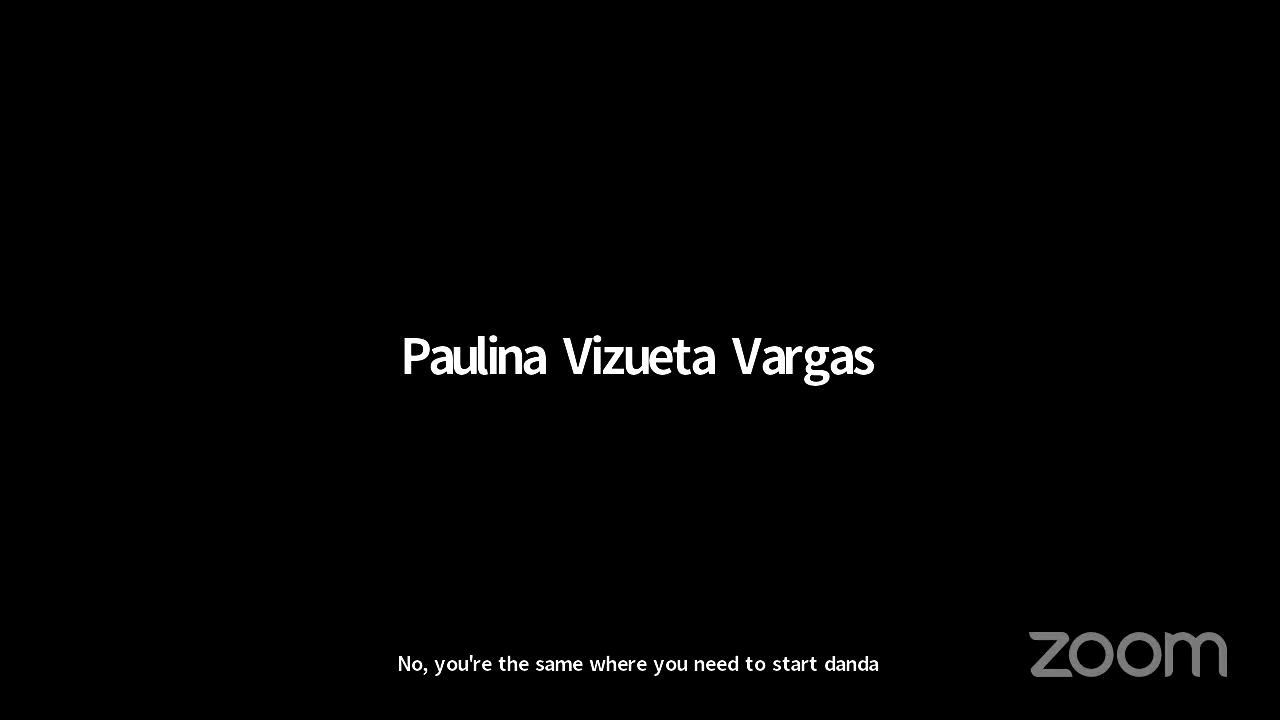 Paulina Vizueta Vargas
No, you're the same where you need to start danda
zoom